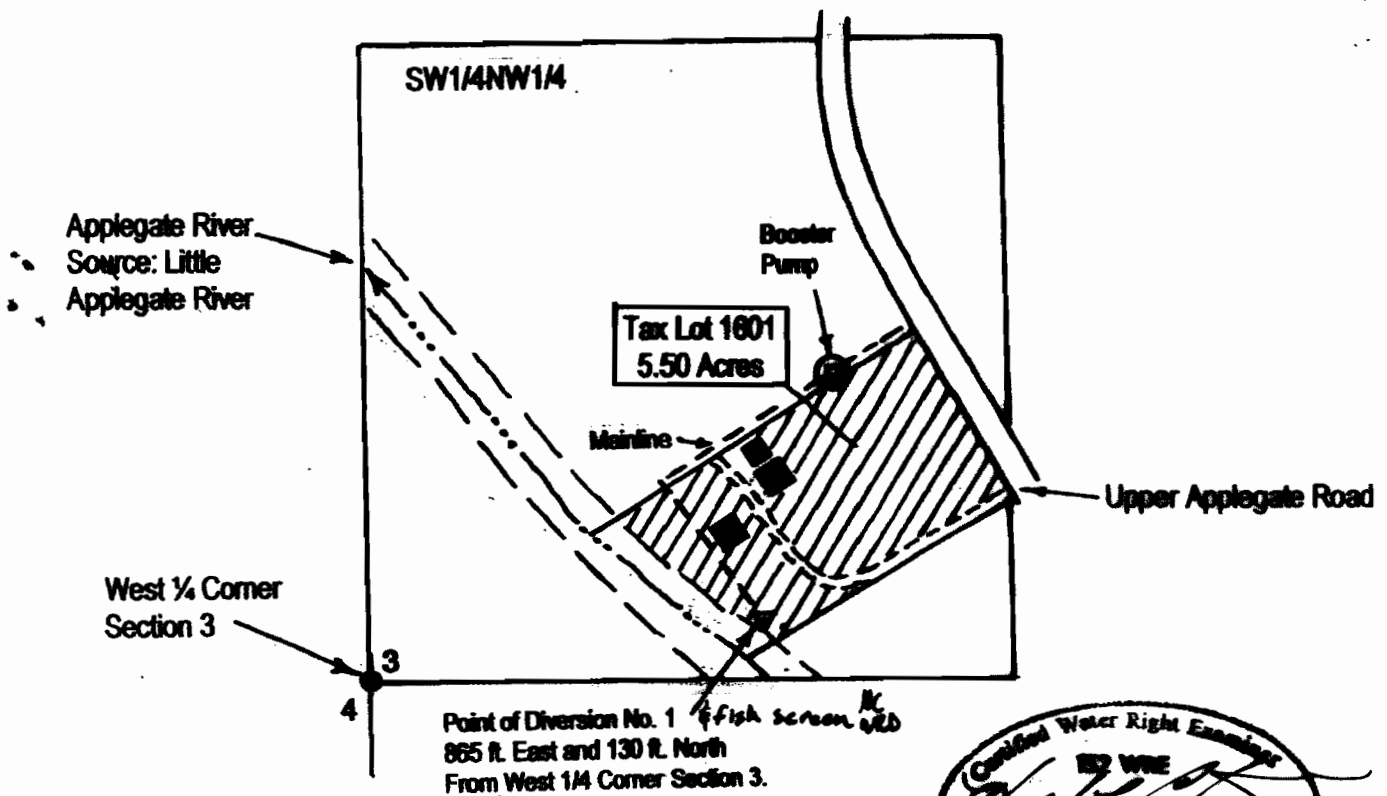 SW1/4NW1/4
Applegate River
Source: Little
Applegate River
Booster
Pump
Tax Lot 1601
5.50 Acres
Mainline
Upper Applegate Road
West ¼ Corner
Section 3
3
4
Point of Diversion No. 1 & fish screen
865 ft. East and 130 ft. North
From West 1/4 Corner Section 3.
Certified Water Right Examiner
152 WRE